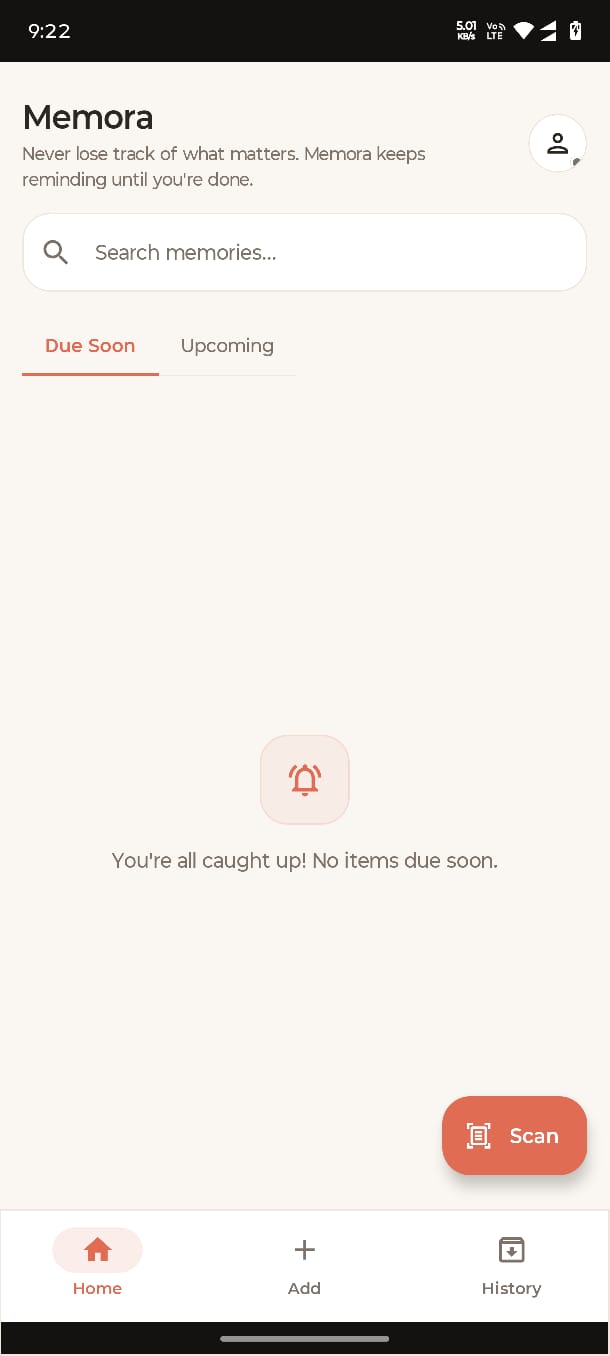 9:22
5.01
KB/s
Vo
LTE
Memora
Never lose track of what matters. Memora keeps
reminding until you're done.
Search memories...
Due Soon Upcoming
You're all caught up! No items due soon.
Scan
Home Add History